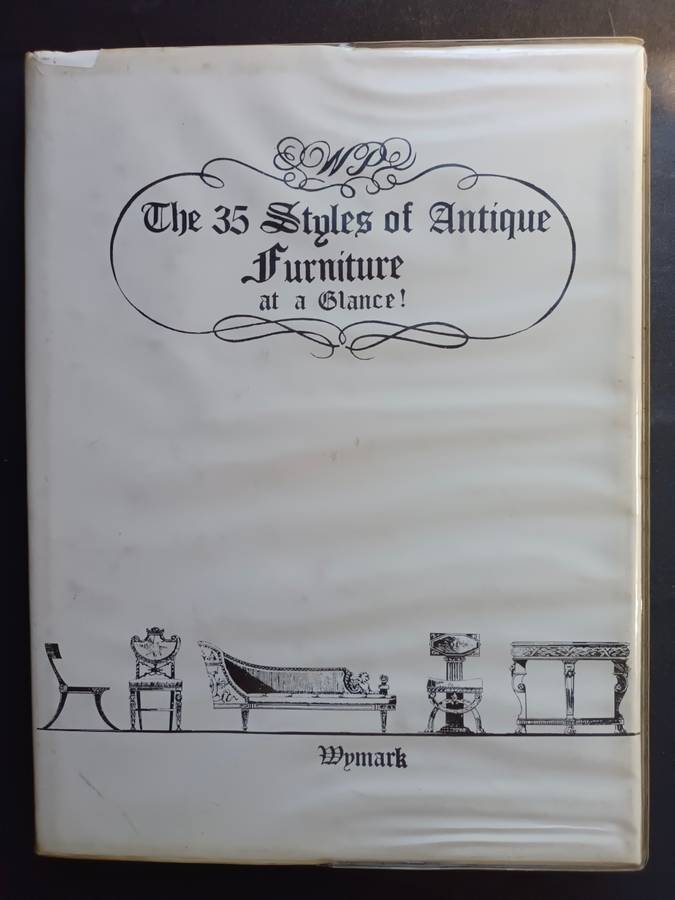 WP
The 35 Styles of Antique
Furniture
at a Glance!
Wymark